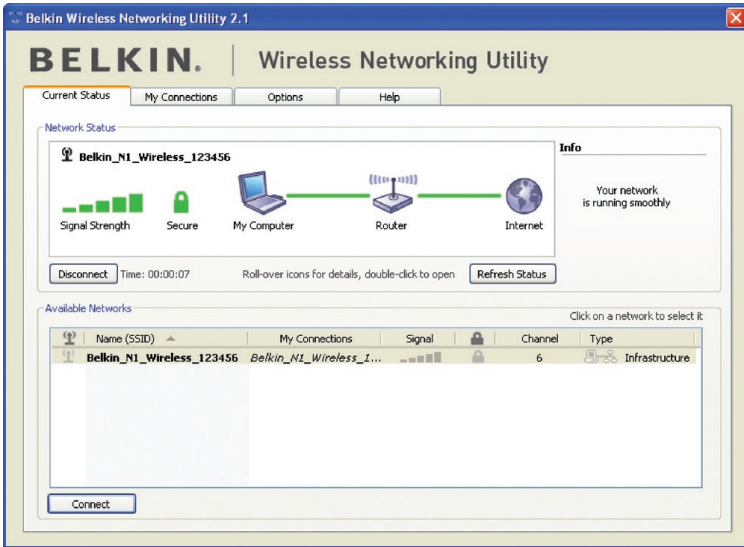 Belkin Wireless Networking Utility 2.1
BELKIN. Wireless Networking Utility
Current Status My Connections Options Help
Network Status
Belkin_N1_Wireless_123456
Signal Strength Secure My Computer Router Internet
Info
Your network
is running smoothly
Disconnect Time: 00:00:07 Roll-over icons for details, double-click to open Refresh Status
Available Networks
Click on a network to select it
Name (SSID) My Connections Signal Channel Type
Belkin_N1_Wireless_123456 Belkin_N1_Wireless_1... 6 Infrastructure
Connect